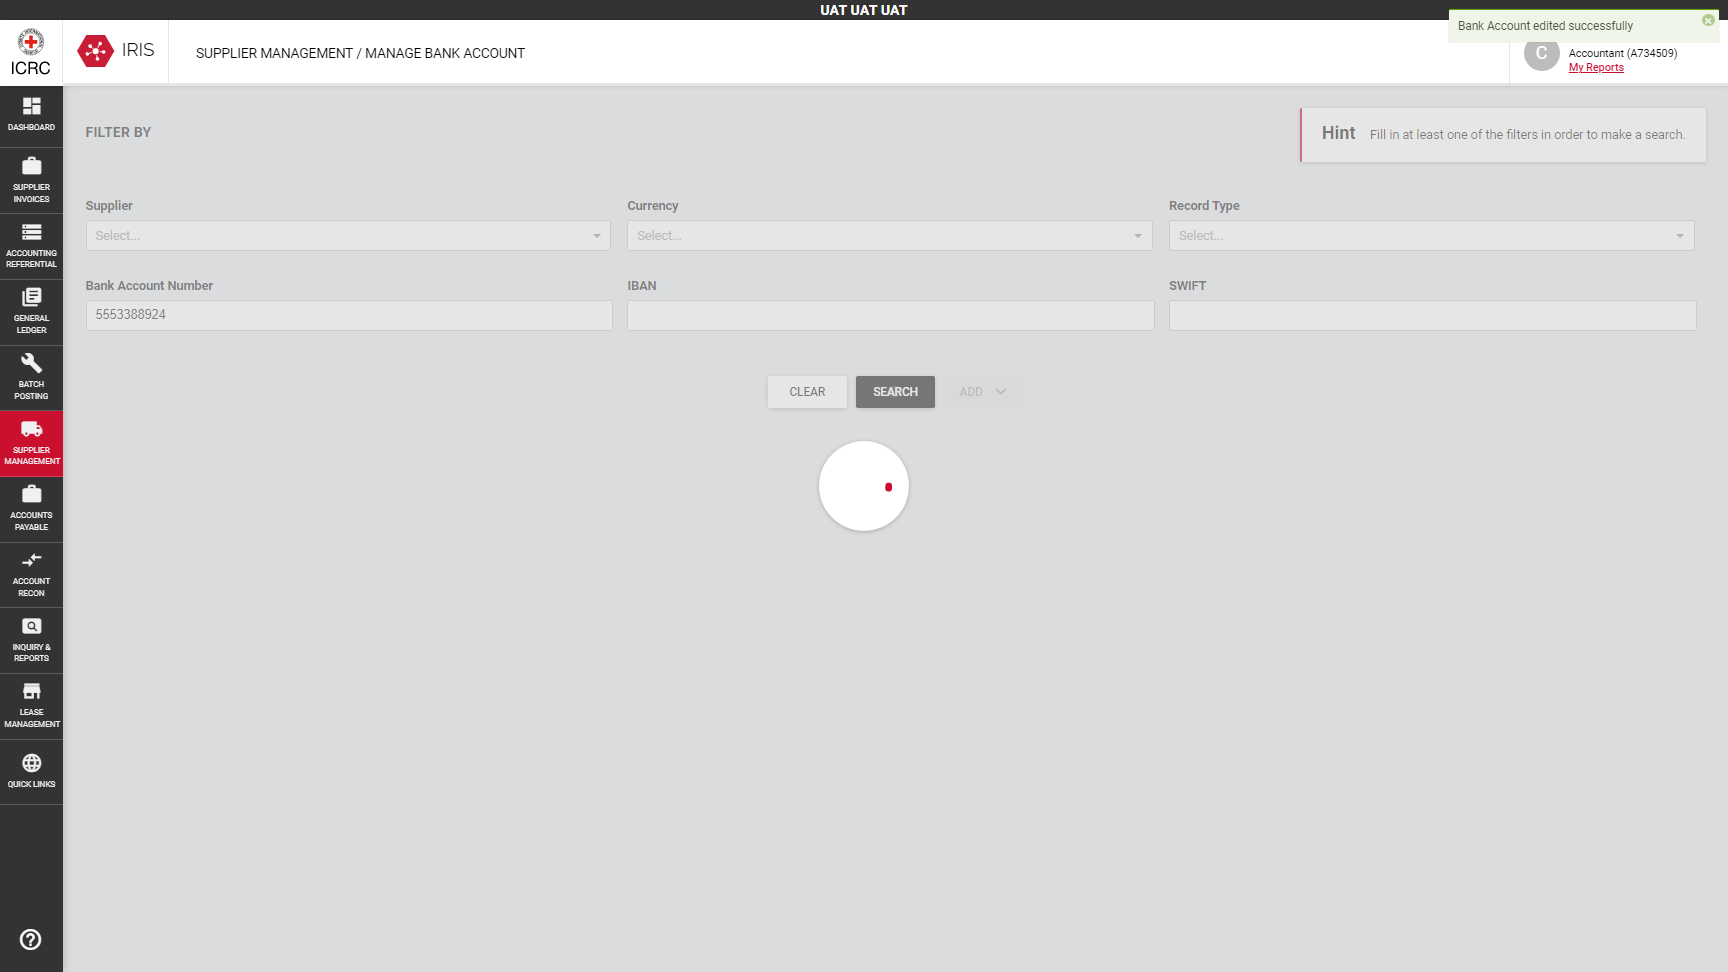 UAT UAT UAT
Bank Account edited successfully
ICRC
IRIS
SUPPLIER MANAGEMENT / MANAGE BANK ACCOUNT
C
Accountant (A734509)
My Reports
DASHBOARD
SUPPLIER
INVOICES
ACCOUNTING
REFERENTIAL
GENERAL
LEDGER
BATCH
POSTING
SUPPLIER
MANAGEMENT
ACCOUNTS
PAYABLE
ACCOUNT
RECON
INQUIRY &
REPORTS
LEASE
MANAGEMENT
QUICK LINKS
FILTER BY
Hint Fill in at least one of the filters in order to make a search.
Supplier
Select...
Currency
Select...
Record Type
Select...
Bank Account Number
5553388924
IBAN
SWIFT
CLEAR
SEARCH
ADD